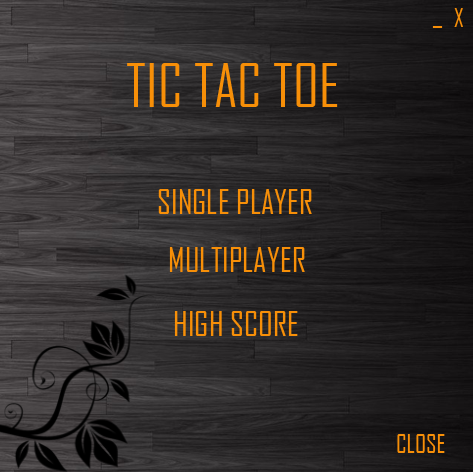 _ X
TIC TAC TOE
SINGLE PLAYER
MULTIPLAYER
HIGH SCORE
CLOSE